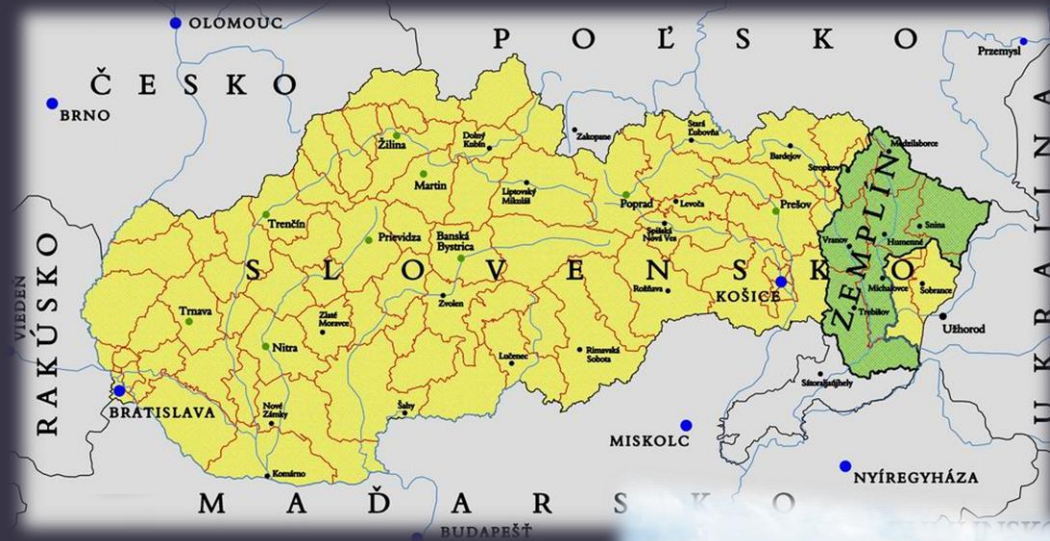 OLOMOUC
POĽSKO
Przemysl
ČESKO
BRNO
Stará
Ľubovňa
Dolný
Kubín
Zakopane
Žilina
Bardejov
Medzilaborce
Stropkov
Martin
Liptovský
Mikuláš
Poprad
Levoča
Prešov
Trenčín
Prievidza
Banská
Bystrica
Spišská
Nová Ves
Snina
Vranov
Humenné
ZEMPLÍN
SLOVENSKO
RAKÚSKO
VIEDEŇ
UKRAJINA
Rožňava
KOŠICE
Michalovce
Sobrance
Zvolen
Trnava
Zlaté
Moravce
Trebišov
Užhorod
Nitra
Lučenec
Rimavská
Sobota
Sátoraljaújhely
BRATISLAVA
Nové
Zámky
Šahy
MISKOLC
Komárno
NYÍREGYHÁZA
MAĎARSKO
BUDAPEŠŤ